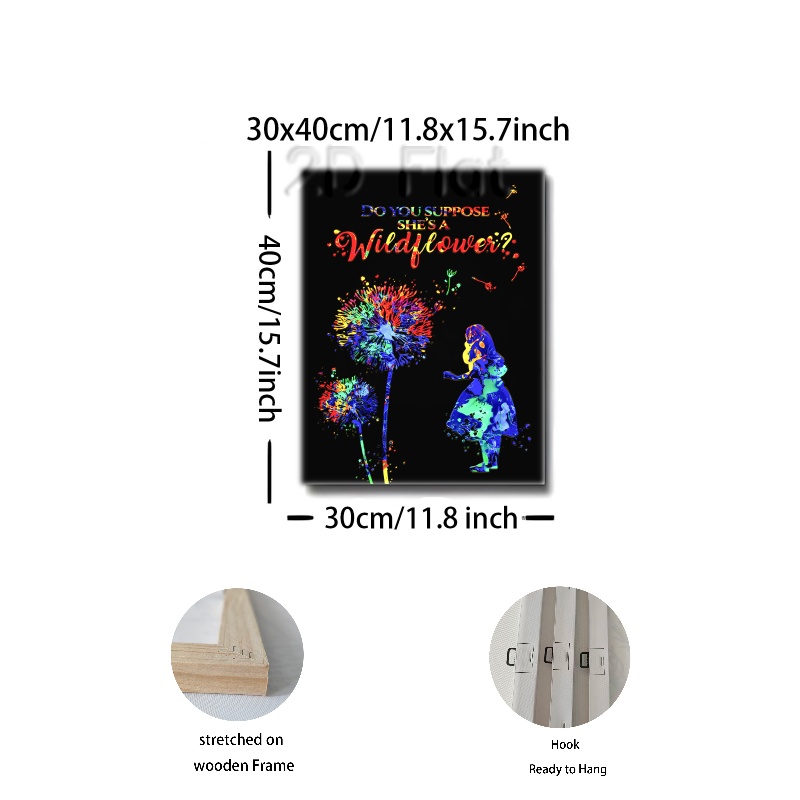 30x40cm/11.8x15.7inch
2D Flat
DO YOU SUPPOSE
SHE'S A
Wildflower?
40cm/15.7inch
30cm/11.8 inch
stretched on
wooden Frame
Hook
Ready to Hang